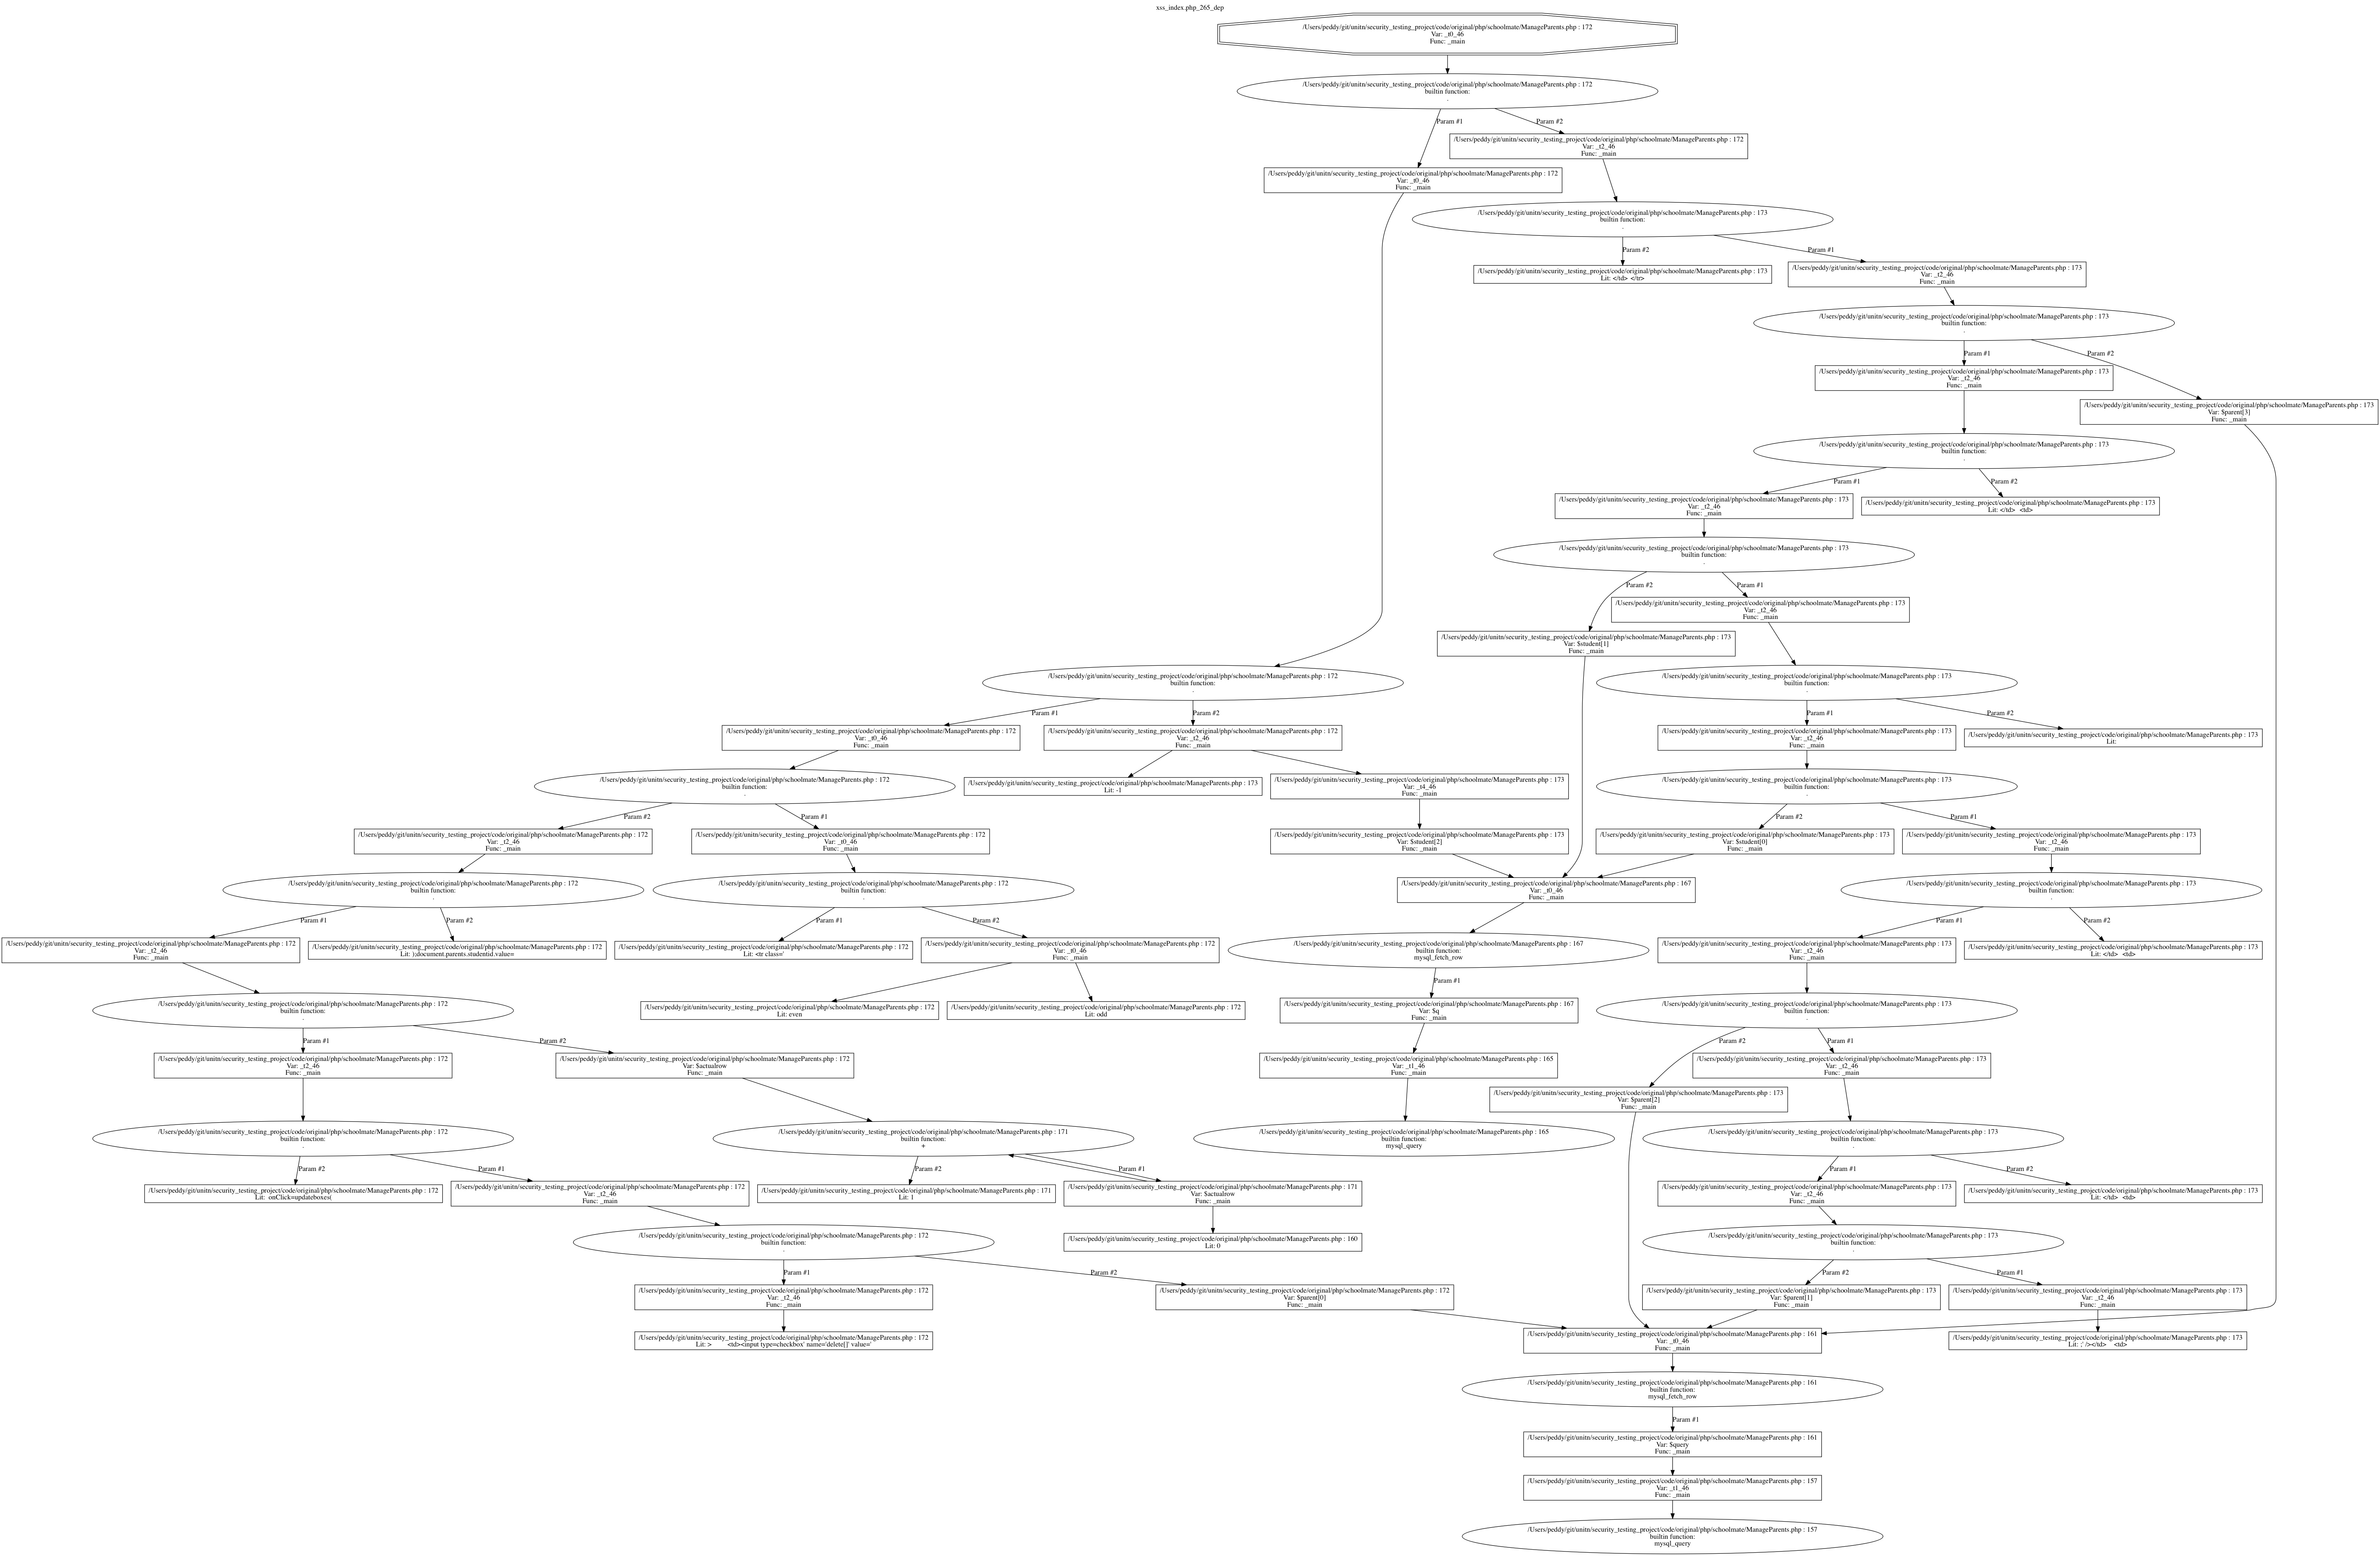 xss_index.php_265_dep
/Users/peddy/git/unitn/security_testing_project/code/original/php/schoolmate/ManageParents.php : 172
Var: _t0_46
Func: _main
/Users/peddy/git/unitn/security_testing_project/code/original/php/schoolmate/ManageParents.php : 172
builtin function:
.
Param #1
Param #2
/Users/peddy/git/unitn/security_testing_project/code/original/php/schoolmate/ManageParents.php : 172
Var: _t2_46
Func: _main
/Users/peddy/git/unitn/security_testing_project/code/original/php/schoolmate/ManageParents.php : 172
Var: _t0_46
Func: _main
/Users/peddy/git/unitn/security_testing_project/code/original/php/schoolmate/ManageParents.php : 173
builtin function:
.
Param #2
Param #1
/Users/peddy/git/unitn/security_testing_project/code/original/php/schoolmate/ManageParents.php : 173
Lit: </td> </tr>
/Users/peddy/git/unitn/security_testing_project/code/original/php/schoolmate/ManageParents.php : 173
Var: _t2_46
Func: _main
/Users/peddy/git/unitn/security_testing_project/code/original/php/schoolmate/ManageParents.php : 173
builtin function:
.
Param #1
Param #2
/Users/peddy/git/unitn/security_testing_project/code/original/php/schoolmate/ManageParents.php : 173
Var: _t2_46
Func: _main
/Users/peddy/git/unitn/security_testing_project/code/original/php/schoolmate/ManageParents.php : 173
Var: $parent[3]
Func: _main
/Users/peddy/git/unitn/security_testing_project/code/original/php/schoolmate/ManageParents.php : 173
builtin function:
.
Param #1
Param #2
/Users/peddy/git/unitn/security_testing_project/code/original/php/schoolmate/ManageParents.php : 173
Var: _t2_46
Func: _main
/Users/peddy/git/unitn/security_testing_project/code/original/php/schoolmate/ManageParents.php : 173
Lit: </td> <td>
/Users/peddy/git/unitn/security_testing_project/code/original/php/schoolmate/ManageParents.php : 173
builtin function:
.
Param #2
Param #1
/Users/peddy/git/unitn/security_testing_project/code/original/php/schoolmate/ManageParents.php : 173
Var: _t2_46
Func: _main
/Users/peddy/git/unitn/security_testing_project/code/original/php/schoolmate/ManageParents.php : 173
Var: $student[1]
Func: _main
/Users/peddy/git/unitn/security_testing_project/code/original/php/schoolmate/ManageParents.php : 172
builtin function:
.
/Users/peddy/git/unitn/security_testing_project/code/original/php/schoolmate/ManageParents.php : 173
builtin function:
.
Param #1
Param #2
Param #1
Param #2
/Users/peddy/git/unitn/security_testing_project/code/original/php/schoolmate/ManageParents.php : 172
Var: _t0_46
Func: _main
/Users/peddy/git/unitn/security_testing_project/code/original/php/schoolmate/ManageParents.php : 172
Var: _t2_46
Func: _main
/Users/peddy/git/unitn/security_testing_project/code/original/php/schoolmate/ManageParents.php : 173
Var: _t2_46
Func: _main
/Users/peddy/git/unitn/security_testing_project/code/original/php/schoolmate/ManageParents.php : 173
Lit:
/Users/peddy/git/unitn/security_testing_project/code/original/php/schoolmate/ManageParents.php : 172
builtin function:
.
/Users/peddy/git/unitn/security_testing_project/code/original/php/schoolmate/ManageParents.php : 173
Lit: -1
/Users/peddy/git/unitn/security_testing_project/code/original/php/schoolmate/ManageParents.php : 173
Var: _t4_46
Func: _main
/Users/peddy/git/unitn/security_testing_project/code/original/php/schoolmate/ManageParents.php : 173
builtin function:
.
Param #2
Param #1
Param #2
Param #1
/Users/peddy/git/unitn/security_testing_project/code/original/php/schoolmate/ManageParents.php : 172
Var: _t2_46
Func: _main
/Users/peddy/git/unitn/security_testing_project/code/original/php/schoolmate/ManageParents.php : 172
Var: _t0_46
Func: _main
/Users/peddy/git/unitn/security_testing_project/code/original/php/schoolmate/ManageParents.php : 173
Var: $student[2]
Func: _main
/Users/peddy/git/unitn/security_testing_project/code/original/php/schoolmate/ManageParents.php : 173
Var: $student[0]
Func: _main
/Users/peddy/git/unitn/security_testing_project/code/original/php/schoolmate/ManageParents.php : 173
Var: _t2_46
Func: _main
/Users/peddy/git/unitn/security_testing_project/code/original/php/schoolmate/ManageParents.php : 172
builtin function:
.
/Users/peddy/git/unitn/security_testing_project/code/original/php/schoolmate/ManageParents.php : 172
builtin function:
.
/Users/peddy/git/unitn/security_testing_project/code/original/php/schoolmate/ManageParents.php : 167
Var: _t0_46
Func: _main
/Users/peddy/git/unitn/security_testing_project/code/original/php/schoolmate/ManageParents.php : 173
builtin function:
.
Param #1
Param #2
Param #1
Param #2
Param #1
Param #2
/Users/peddy/git/unitn/security_testing_project/code/original/php/schoolmate/ManageParents.php : 172
Var: _t2_46
Func: _main
/Users/peddy/git/unitn/security_testing_project/code/original/php/schoolmate/ManageParents.php : 172
Lit: );document.parents.studentid.value=
/Users/peddy/git/unitn/security_testing_project/code/original/php/schoolmate/ManageParents.php : 172
Lit: <tr class='
/Users/peddy/git/unitn/security_testing_project/code/original/php/schoolmate/ManageParents.php : 172
Var: _t0_46
Func: _main
/Users/peddy/git/unitn/security_testing_project/code/original/php/schoolmate/ManageParents.php : 167
builtin function:
mysql_fetch_row
/Users/peddy/git/unitn/security_testing_project/code/original/php/schoolmate/ManageParents.php : 173
Var: _t2_46
Func: _main
/Users/peddy/git/unitn/security_testing_project/code/original/php/schoolmate/ManageParents.php : 173
Lit: </td> <td>
Param #1
/Users/peddy/git/unitn/security_testing_project/code/original/php/schoolmate/ManageParents.php : 172
builtin function:
.
/Users/peddy/git/unitn/security_testing_project/code/original/php/schoolmate/ManageParents.php : 172
Lit: even
/Users/peddy/git/unitn/security_testing_project/code/original/php/schoolmate/ManageParents.php : 172
Lit: odd
/Users/peddy/git/unitn/security_testing_project/code/original/php/schoolmate/ManageParents.php : 167
Var: $q
Func: _main
/Users/peddy/git/unitn/security_testing_project/code/original/php/schoolmate/ManageParents.php : 173
builtin function:
.
Param #1
Param #2
Param #2
Param #1
/Users/peddy/git/unitn/security_testing_project/code/original/php/schoolmate/ManageParents.php : 172
Var: _t2_46
Func: _main
/Users/peddy/git/unitn/security_testing_project/code/original/php/schoolmate/ManageParents.php : 172
Var: $actualrow
Func: _main
/Users/peddy/git/unitn/security_testing_project/code/original/php/schoolmate/ManageParents.php : 165
Var: _t1_46
Func: _main
/Users/peddy/git/unitn/security_testing_project/code/original/php/schoolmate/ManageParents.php : 173
Var: _t2_46
Func: _main
/Users/peddy/git/unitn/security_testing_project/code/original/php/schoolmate/ManageParents.php : 173
Var: $parent[2]
Func: _main
/Users/peddy/git/unitn/security_testing_project/code/original/php/schoolmate/ManageParents.php : 172
builtin function:
.
/Users/peddy/git/unitn/security_testing_project/code/original/php/schoolmate/ManageParents.php : 171
builtin function:
+
/Users/peddy/git/unitn/security_testing_project/code/original/php/schoolmate/ManageParents.php : 165
builtin function:
mysql_query
/Users/peddy/git/unitn/security_testing_project/code/original/php/schoolmate/ManageParents.php : 173
builtin function:
.
Param #2
Param #1
Param #2
Param #1
Param #1
Param #2
/Users/peddy/git/unitn/security_testing_project/code/original/php/schoolmate/ManageParents.php : 172
Lit: onClick=updateboxes(
/Users/peddy/git/unitn/security_testing_project/code/original/php/schoolmate/ManageParents.php : 172
Var: _t2_46
Func: _main
/Users/peddy/git/unitn/security_testing_project/code/original/php/schoolmate/ManageParents.php : 171
Lit: 1
/Users/peddy/git/unitn/security_testing_project/code/original/php/schoolmate/ManageParents.php : 171
Var: $actualrow
Func: _main
/Users/peddy/git/unitn/security_testing_project/code/original/php/schoolmate/ManageParents.php : 173
Var: _t2_46
Func: _main
/Users/peddy/git/unitn/security_testing_project/code/original/php/schoolmate/ManageParents.php : 173
Lit: </td> <td>
/Users/peddy/git/unitn/security_testing_project/code/original/php/schoolmate/ManageParents.php : 172
builtin function:
.
/Users/peddy/git/unitn/security_testing_project/code/original/php/schoolmate/ManageParents.php : 160
Lit: 0
/Users/peddy/git/unitn/security_testing_project/code/original/php/schoolmate/ManageParents.php : 173
builtin function:
.
Param #1
Param #2
Param #2
Param #1
/Users/peddy/git/unitn/security_testing_project/code/original/php/schoolmate/ManageParents.php : 172
Var: _t2_46
Func: _main
/Users/peddy/git/unitn/security_testing_project/code/original/php/schoolmate/ManageParents.php : 172
Var: $parent[0]
Func: _main
/Users/peddy/git/unitn/security_testing_project/code/original/php/schoolmate/ManageParents.php : 173
Var: $parent[1]
Func: _main
/Users/peddy/git/unitn/security_testing_project/code/original/php/schoolmate/ManageParents.php : 173
Var: _t2_46
Func: _main
/Users/peddy/git/unitn/security_testing_project/code/original/php/schoolmate/ManageParents.php : 172
Lit: > <td><input type=checkbox' name='delete[]' value='
/Users/peddy/git/unitn/security_testing_project/code/original/php/schoolmate/ManageParents.php : 161
Var: _t0_46
Func: _main
/Users/peddy/git/unitn/security_testing_project/code/original/php/schoolmate/ManageParents.php : 173
Lit: ;' /></td> <td>
/Users/peddy/git/unitn/security_testing_project/code/original/php/schoolmate/ManageParents.php : 161
builtin function:
mysql_fetch_row
Param #1
/Users/peddy/git/unitn/security_testing_project/code/original/php/schoolmate/ManageParents.php : 161
Var: $query
Func: _main
/Users/peddy/git/unitn/security_testing_project/code/original/php/schoolmate/ManageParents.php : 157
Var: _t1_46
Func: _main
/Users/peddy/git/unitn/security_testing_project/code/original/php/schoolmate/ManageParents.php : 157
builtin function:
mysql_query